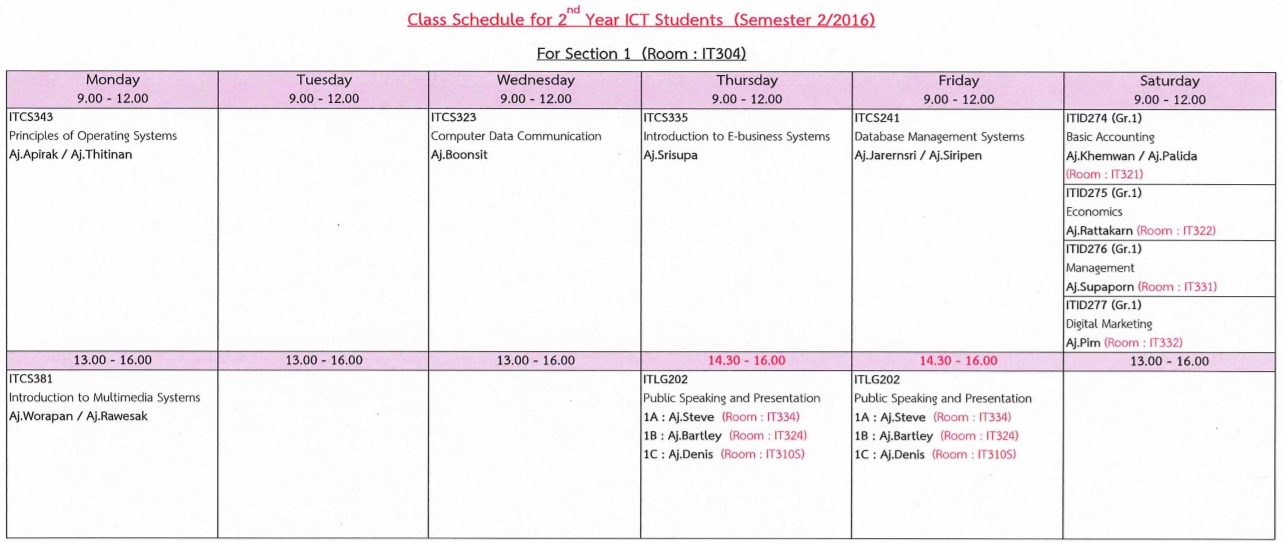 Class Schedule for 2nd Year ICT Students (Semester 2/2016)
For Section 1 (Room : IT304)
Monday
9.00 - 12.00
Tuesday
9.00 - 12.00
Wednesday
9.00 - 12.00
Thursday
9.00 - 12.00
Friday
9.00 - 12.00
Saturday
9.00 - 12.00
ITCS343
Principles of Operating Systems
Aj.Apirak / Aj.Thitinan
ITCS323
Computer Data Communication
Aj.Boonsit
ITCS335
Introduction to E-business Systems
Aj.Srisupa
ITCS241
Database Management Systems
Aj.Jarernsri / Aj.Siripen
ITID274 (Gr.1)
Basic Accounting
Aj.Khemwan / Aj.Palida
(Room : IT321)
ITID275 (Gr.1)
Economics
Aj.Rattakarn (Room : IT322)
ITID276 (Gr.1)
Management
Aj.Supaporn (Room : IT331)
ITID277 (Gr.1)
Digital Marketing
Aj.Pim (Room : IT332)
13.00 - 16.00
13.00 - 16.00
13.00 - 16.00
14.30 - 16.00
14.30 - 16.00
13.00 - 16.00
ITCS381
Introduction to Multimedia Systems
Aj.Worapan / Aj.Rawesak
ITLG202
Public Speaking and Presentation
1A : Aj.Steve (Room : IT334)
1B : Aj.Bartley (Room : IT324)
1C : Aj.Denis (Room : IT310S)
ITLG202
Public Speaking and Presentation
1A : Aj.Steve (Room : IT334)
1B : Aj.Bartley (Room : IT324)
1C : Aj.Denis (Room : IT310S)